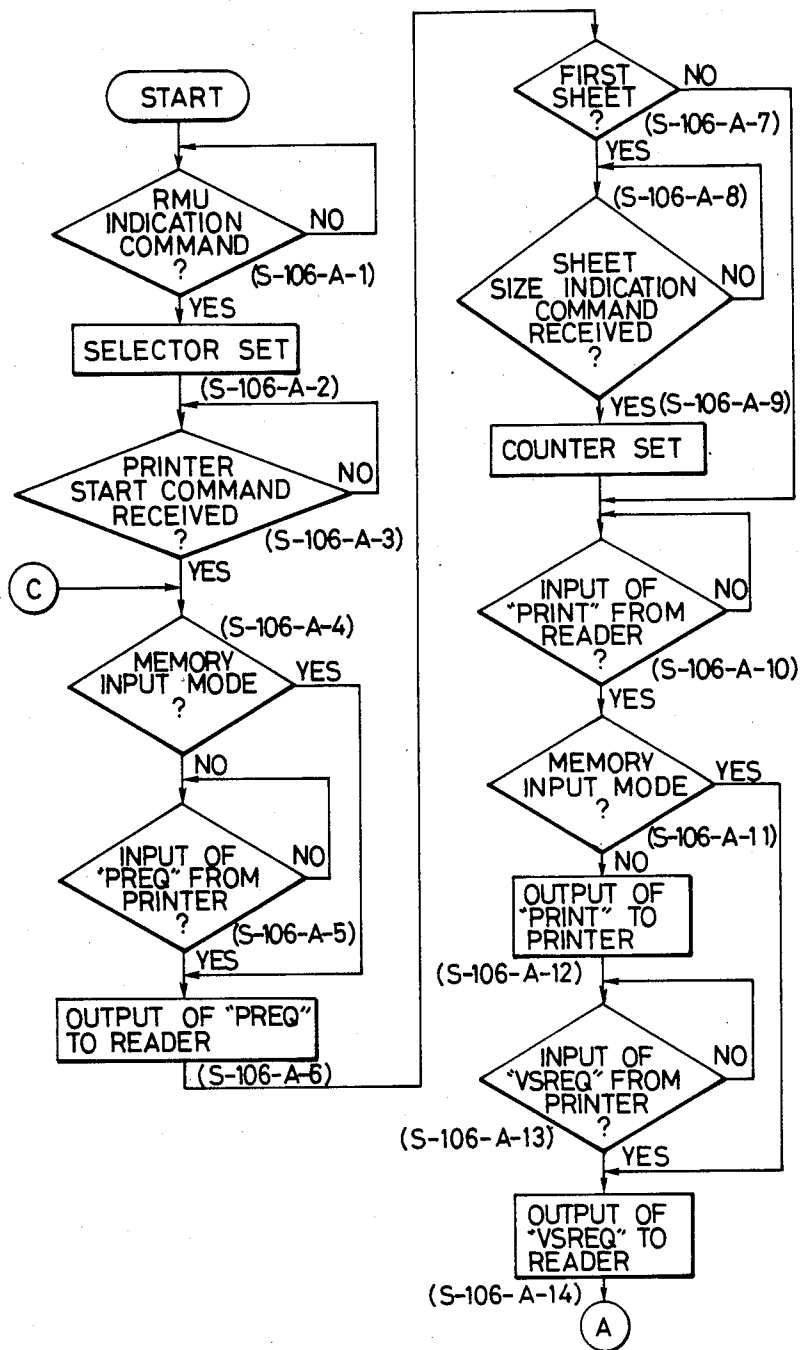 START
RMU
INDICATION
COMMAND
?
NO
(S-106-A-1)
YES
SELECTOR SET
(S-106-A-2)
PRINTER
START COMMAND
RECEIVED
?
NO
(S-106-A-3)
YES
C
(S-106-A-4)
MEMORY
INPUT MODE
?
YES
NO
INPUT OF
"PREQ" FROM
PRINTER
?
NO
(S-106-A-5)
YES
OUTPUT OF "PREQ"
TO READER
(S-106-A-6)
FIRST
SHEET
?
NO
(S-106-A-7)
YES
(S-106-A-8)
SHEET
SIZE INDICATION
COMMAND
RECEIVED
?
NO
YES (S-106-A-9)
COUNTER SET
INPUT OF
"PRINT" FROM
READER
?
NO
(S-106-A-10)
YES
MEMORY
INPUT MODE
?
YES
(S-106-A-11)
NO
OUTPUT OF
"PRINT" TO
PRINTER
(S-106-A-12)
INPUT OF
"VSREQ" FROM
PRINTER
?
NO
(S-106-A-13)
YES
OUTPUT OF
"VSREQ" TO
READER
(S-106-A-14)
A